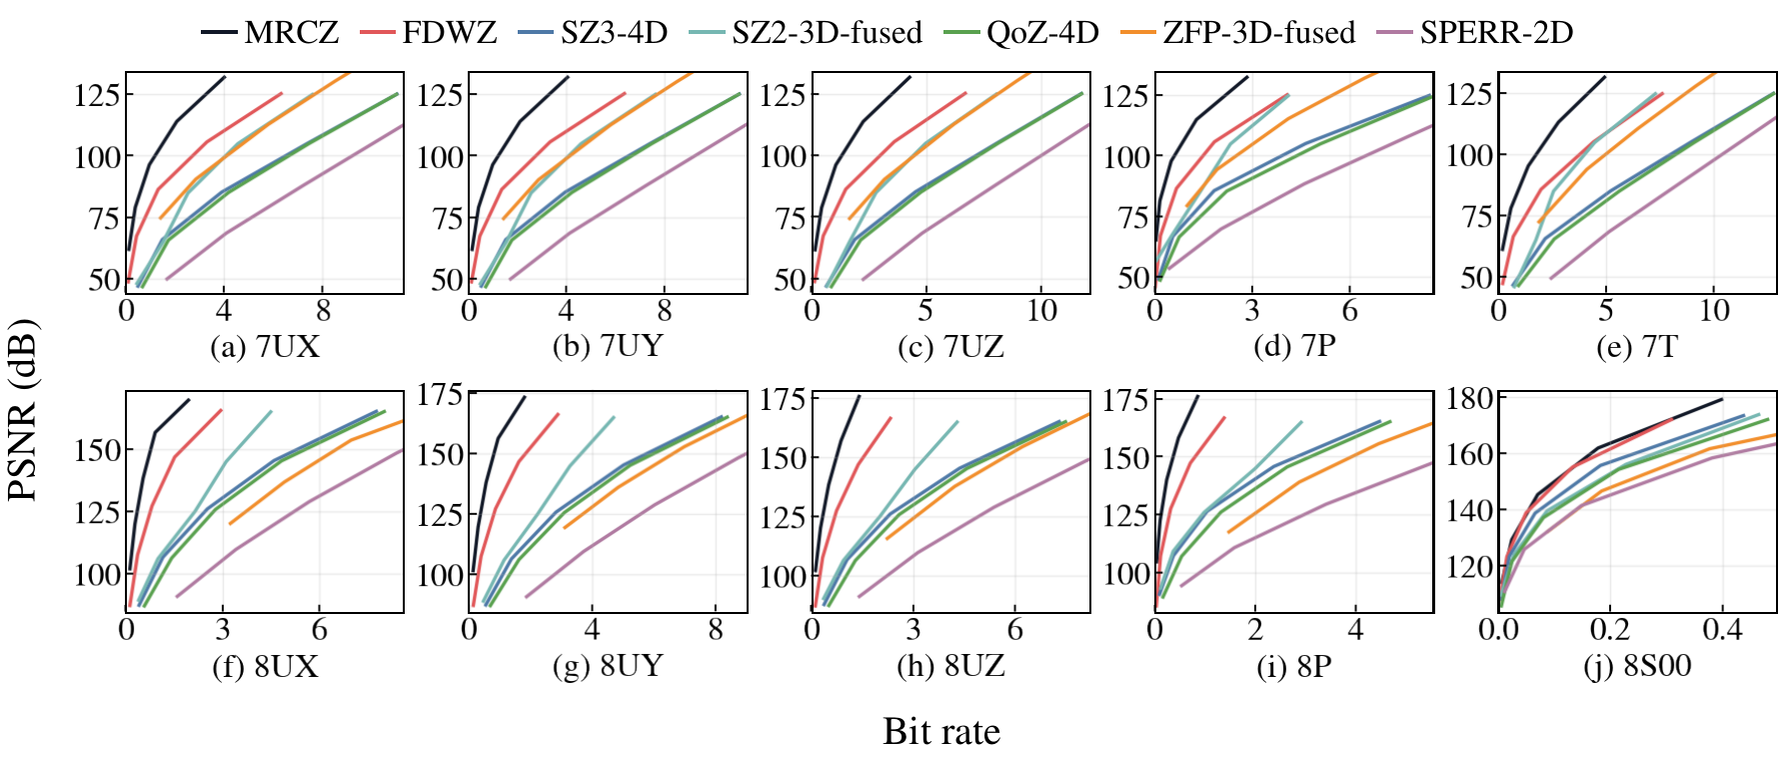 MRCZ FDWZ SZ3-4D SZ2-3D-fused QoZ-4D ZFP-3D-fused SPERR-2D
PSNR (dB)
125 100 75 50
0 4 8
(a) 7UX
125 100 75 50
0 4 8
(b) 7UY
125 100 75 50
0 5 10
(c) 7UZ
125 100 75 50
0 3 6
(d) 7P
125 100 75 50
0 5 10
(e) 7T
150 125 100
0 3 6
(f) 8UX
175 150 125 100
0 4 8
(g) 8UY
175 150 125 100
0 3 6
(h) 8UZ
175 150 125 100
0 2 4
(i) 8P
180 160 140 120
0.0 0.2 0.4
(j) 8S00
Bit rate